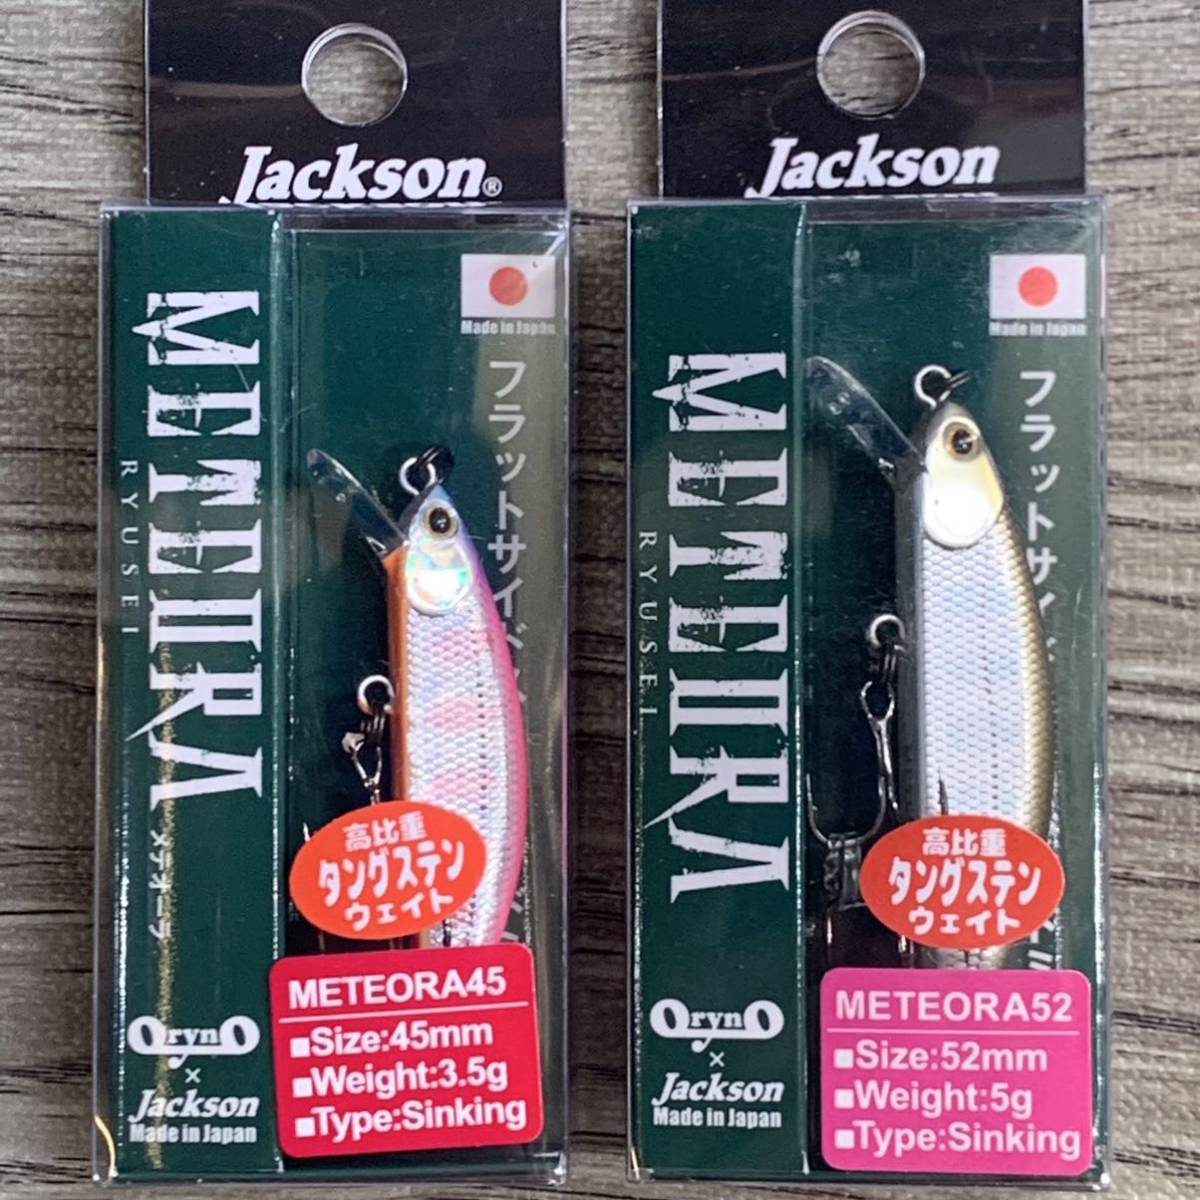 Jackson®
Made in Japan
METEORA
RYUSEI
メテオーラ
フラットサイド
高比重
タングステン
ウェイト
OrynO
×
Jackson
Made in Japan
METEORA45
■Size:45mm
■Weight:3.5g
■Type:Sinking
Jackson
Made in Japan
METEORA
RYUSEI
フラットサイ
高比重
タングステン
ウェイト
OrynO
×
Jackson
Made in Japan
METEORA52
■Size:52mm
■Weight:5g
■Type:Sinking